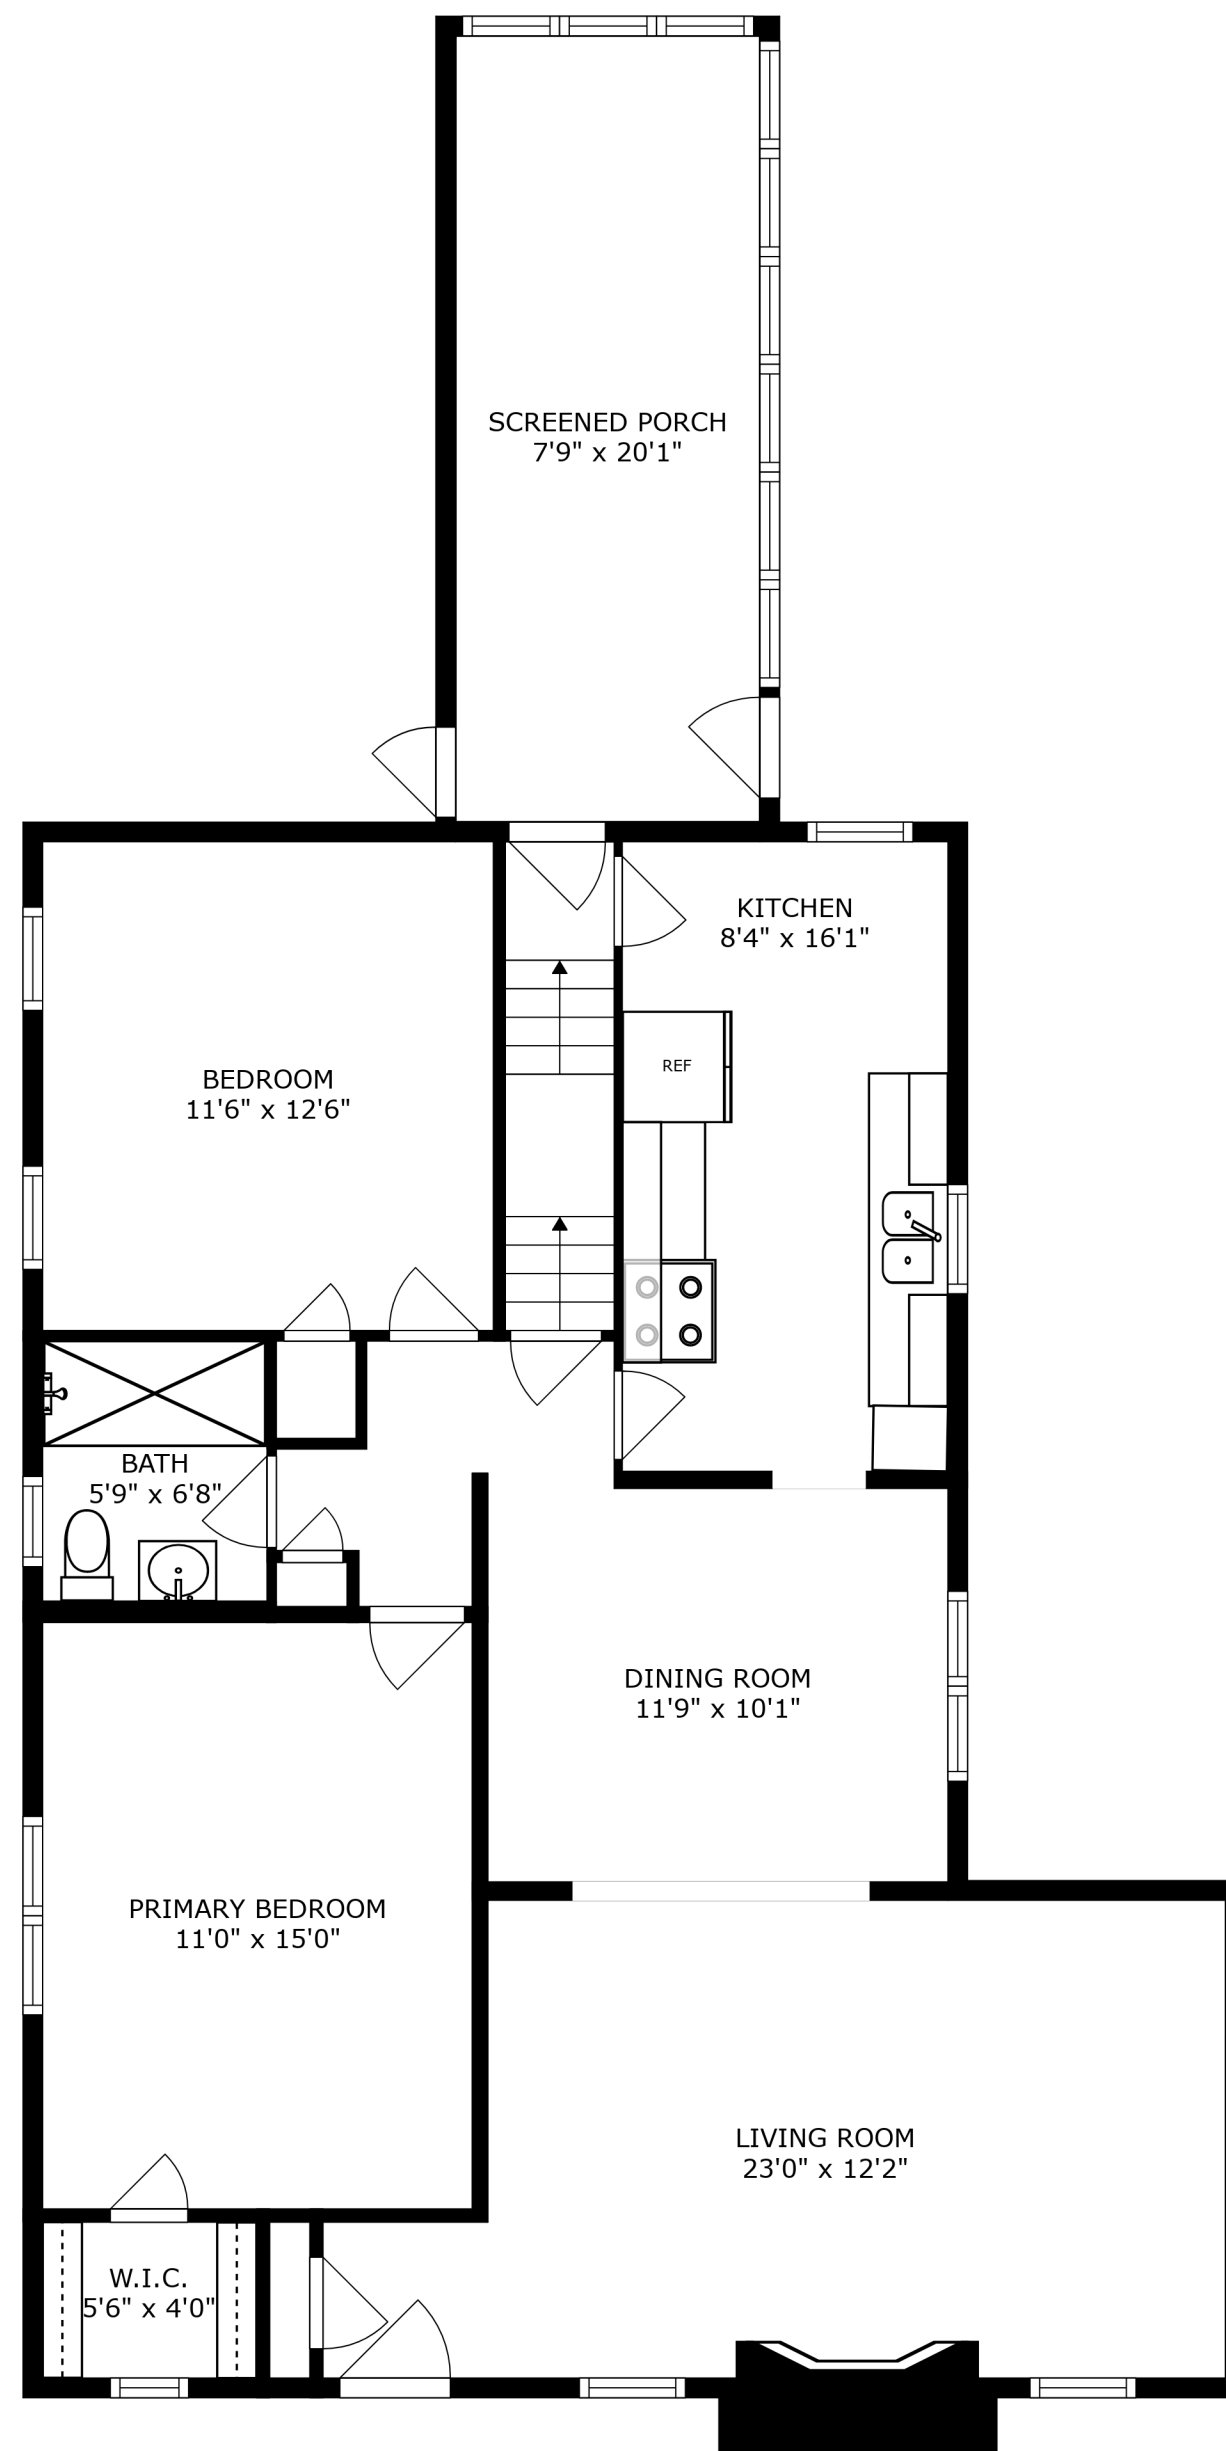 SCREENED PORCH
7'9" x 20'1"
KITCHEN
8'4" x 16'1"
REF
BEDROOM
11'6" x 12'6"
BATH
5'9" x 6'8"
DINING ROOM
11'9" x 10'1"
PRIMARY BEDROOM
11'0" x 15'0"
LIVING ROOM
23'0" x 12'2"
W.I.C.
5'6" x 4'0"